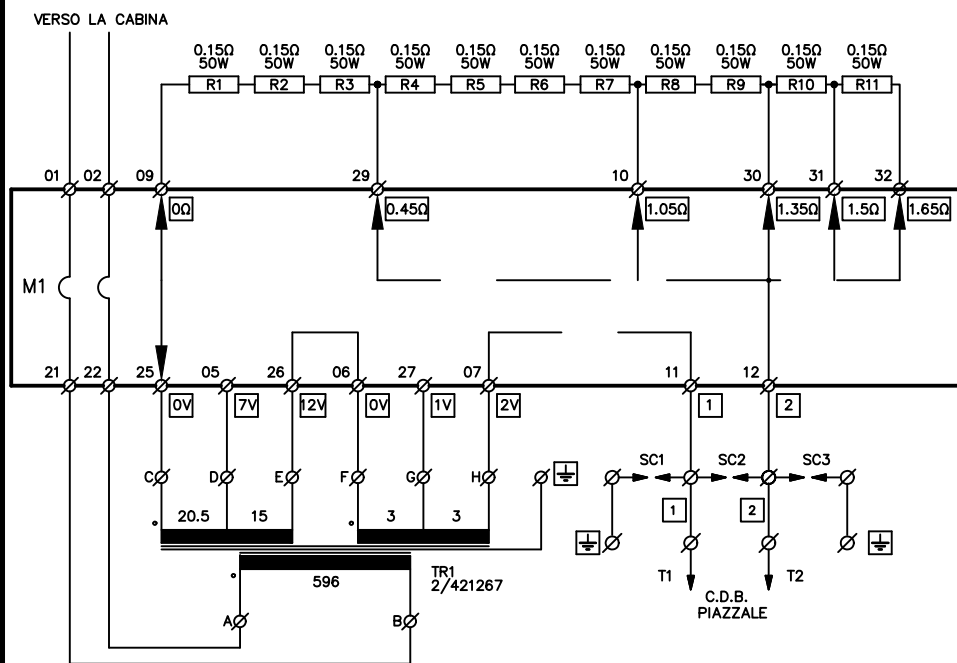 VERSO LA CABINA
0.15Ω 0.15Ω 0.15Ω 0.15Ω 0.15Ω 0.15Ω 0.15Ω 0.15Ω 0.15Ω 0.15Ω 0.15Ω
50W 50W 50W 50W 50W 50W 50W 50W 50W 50W 50W
R1 R2 R3 R4 R5 R6 R7 R8 R9 R10 R11
01 02 09 29 10 30 31 32
0Ω 0.45Ω 1.05Ω 1.35Ω 1.5Ω 1.65Ω
M1
21 22 25 05 26 06 27 07 11 12
0V 7V 12V 0V 1V 2V 1 2
SC1 SC2 SC3
C D E F G H
1 2
20.5 15 3 3
TR1
2/421267
596
T1 T2
C.D.B.
PIAZZALE
A B